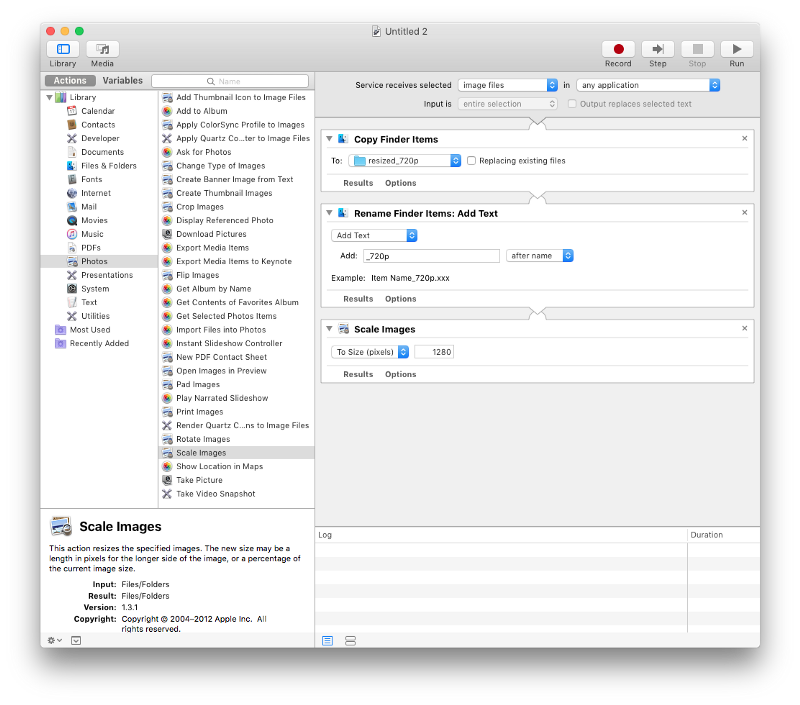 Untitled 2
Library
Media
Record
Step
Stop
Run
Actions
Variables
Name
Library
Calendar
Contacts
Developer
Documents
Files & Folders
Fonts
Internet
Mail
Movies
Music
PDFs
Photos
Presentations
System
Text
Utilities
Most Used
Recently Added
Add Thumbnail Icon to Image Files
Add to Album
Apply ColorSync Profile to Images
Apply Quartz Co...ter to Image Files
Ask for Photos
Change Type of Images
Create Banner Image from Text
Create Thumbnail Images
Crop Images
Display Referenced Photo
Download Pictures
Export Media Items
Export Media Items to Keynote
Flip Images
Get Album by Name
Get Contents of Favorites Album
Get Selected Photos Items
Import Files into Photos
Instant Slideshow Controller
New PDF Contact Sheet
Open Images in Preview
Pad Images
Play Narrated Slideshow
Print Images
Render Quartz C...ns to Image Files
Rotate Images
Scale Images
Show Location in Maps
Take Picture
Take Video Snapshot
Service receives selected image files in any application
Input is entire selection Output replaces selected text
Copy Finder Items
To: resized_720p Replacing existing files
Results Options
Rename Finder Items: Add Text
Add Text
Add: _720p after name
Example: Item Name_720p.xxx
Results Options
Scale Images
To Size (pixels) 1280
Results Options
Scale Images
This action resizes the specified images. The new size may be a
length in pixels for the longer side of the image, or a percentage of
the current image size.
Input: Files/Folders
Result: Files/Folders
Version: 1.3.1
Copyright: Copyright © 2004–2012 Apple Inc. All
rights reserved.
Log
Duration